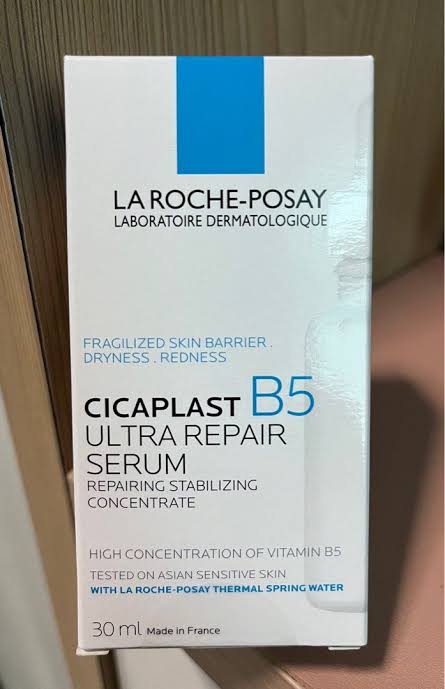 LA ROCHE-POSAY
LABORATOIRE DERMATOLOGIQUE
FRAGILIZED SKIN BARRIER .
DRYNESS . REDNESS
CICAPLAST B5
ULTRA REPAIR
SERUM
REPAIRING STABILIZING
CONCENTRATE
HIGH CONCENTRATION OF VITAMIN B5
TESTED ON ASIAN SENSITIVE SKIN
WITH LA ROCHE-POSAY THERMAL SPRING WATER
30 ml Made in France